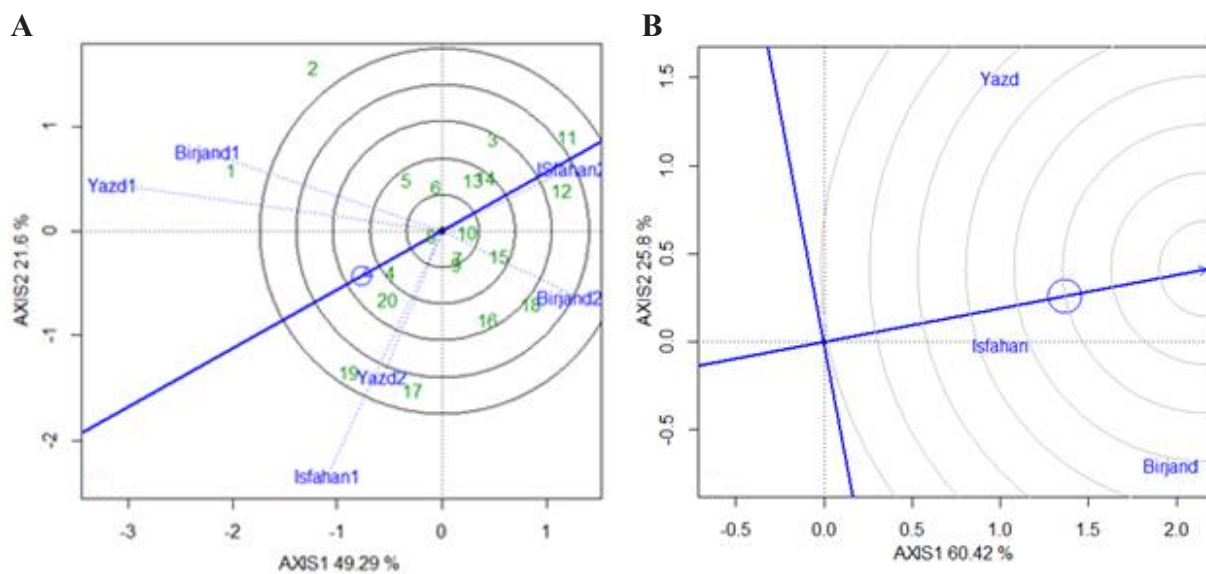 A
B
2
11
3
Birjand1
ISfahan2
1
Yazd1
5
6
13
14
12
8
10
7
9
15
4
20
18
Birjand2
16
19
Yazd2
17
Isfahan1
1
0
-1
-2
AXIS2 21.6 %
-3
-2
-1
0
1
AXIS1 49.29 %
Yazd
Isfahan
Birjand
1.5
1.0
0.5
0.0
-0.5
AXIS2 25.8 %
-0.5
0.0
0.5
1.0
1.5
2.0
AXIS1 60.42 %